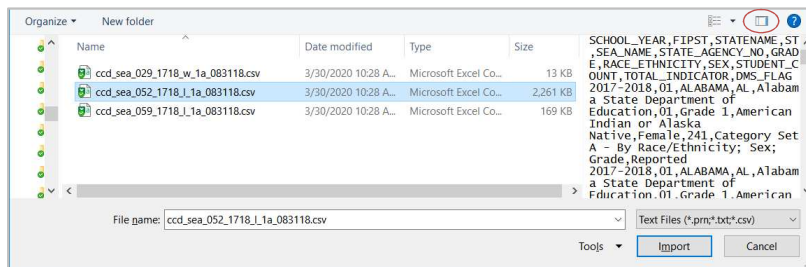 Organize New folder ?
Name Date modified Type Size
ccd_sea_029_1718_w_1a_083118.csv 3/30/2020 10:28 A... Microsoft Excel Co... 13 KB
ccd_sea_052_1718_l_1a_083118.csv 3/30/2020 10:28 A... Microsoft Excel Co... 2,261 KB
ccd_sea_059_1718_l_1a_083118.csv 3/30/2020 10:28 A... Microsoft Excel Co... 169 KB
SCHOOL_YEAR,FIPST,STATENAME,ST
,SEA_NAME,STATE_AGENCY_NO,GRAD
E,RACE_ETHNICITY,SEX,STUDENT_C
OUNT,TOTAL_INDICATOR,DMS_FLAG
2017-2018,01,ALABAMA,AL,Alabam
a State Department of
Education,01,Grade 1,American
Indian or Alaska
Native,Female,241,Category Set
A - By Race/Ethnicity; Sex;
Grade,Reported
2017-2018,01,ALABAMA,AL,Alabam
a State Department of
Education,01,Grade 1,American
File name: ccd_sea_052_1718_l_1a_083118.csv Text Files (*.prn;*.txt;*.csv)
Tools Import Cancel